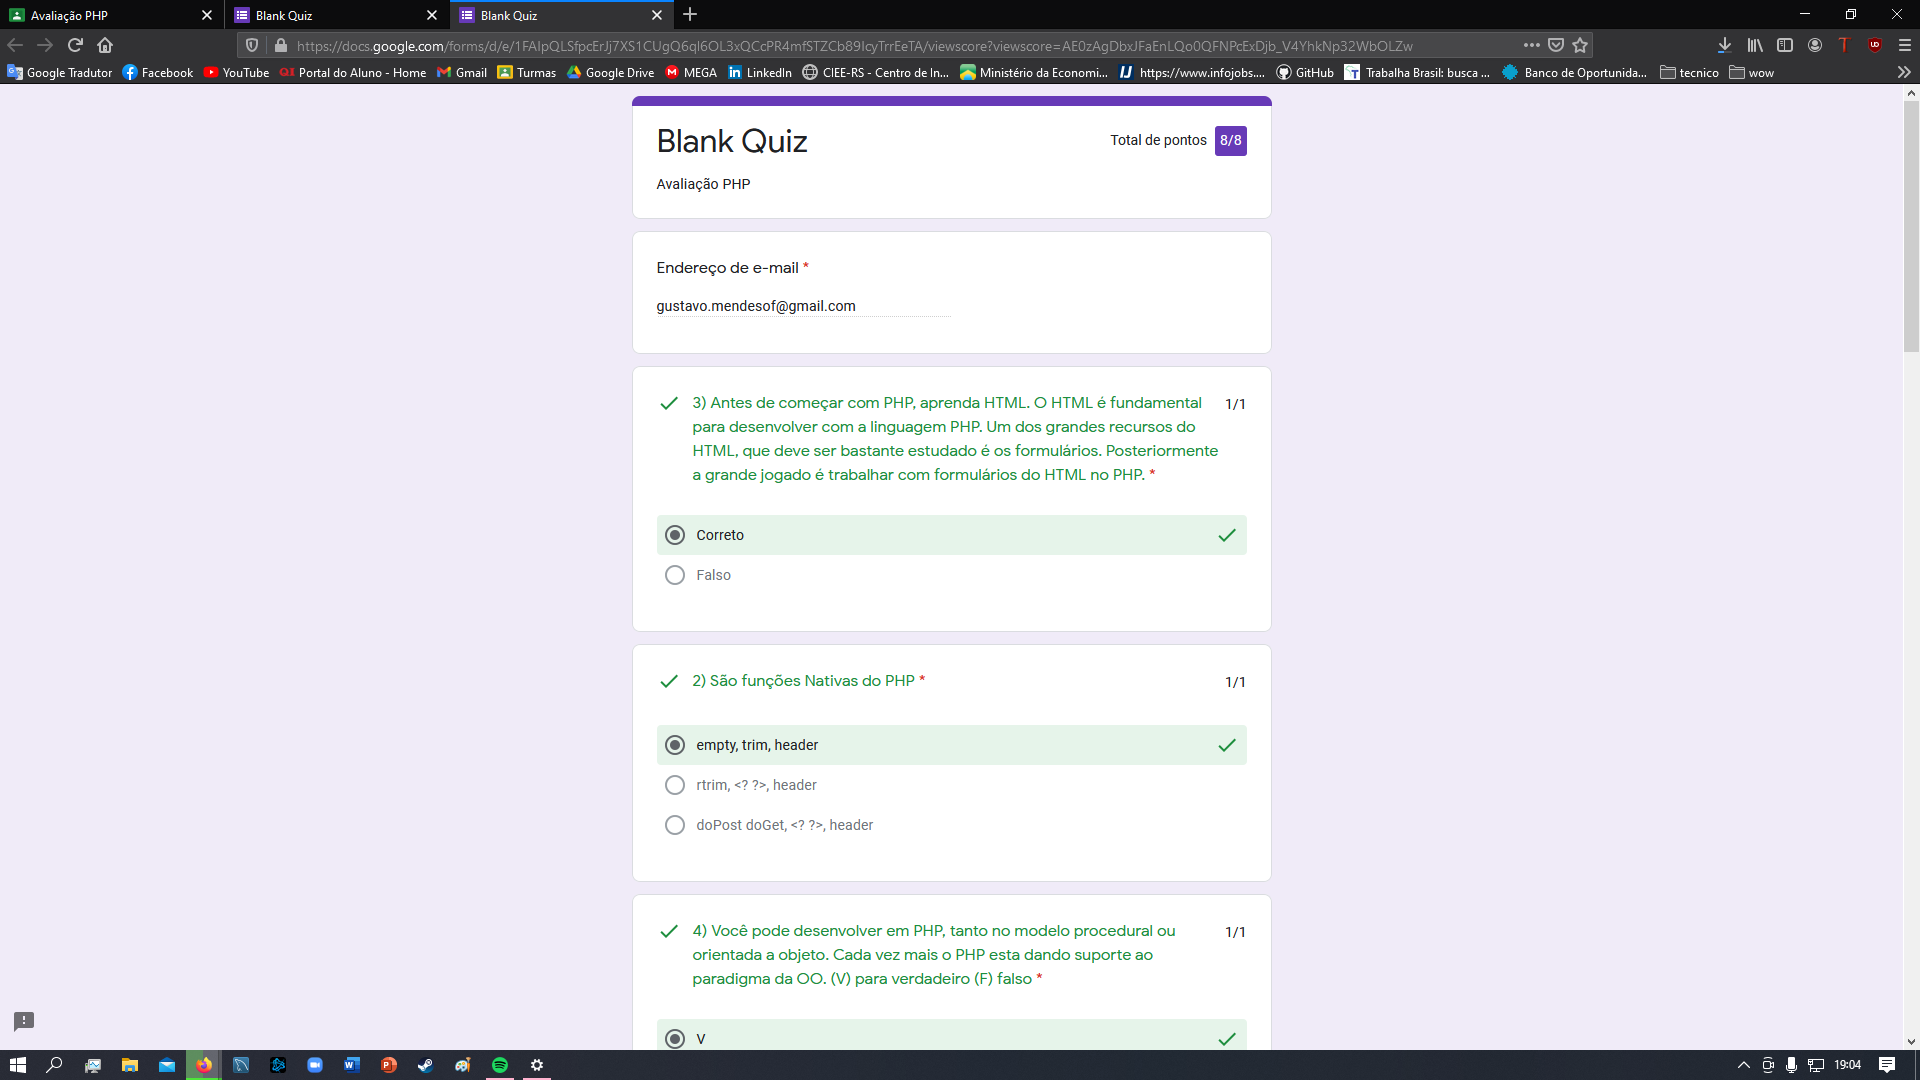 Avaliação PHP
Blank Quiz
Blank Quiz
https://docs.google.com/forms/d/e/1FAIpQLSfpcErJj7XS1CUgQ6qI6OL3xQCcPR4mfSTZCb89IcyTrrEeTA/viewscore?viewscore=AE0zAgDbxJFaEnLQo0QFNPcExDjb_V4YhkNp32WbOLZw
Google Tradutor
Facebook
YouTube
Portal do Aluno - Home
Gmail
Turmas
Google Drive
MEGA
LinkedIn
CIEE-RS - Centro de In...
Ministério da Economi...
https://www.infojobs....
GitHub
Trabalha Brasil: busca ...
Banco de Oportunida...
tecnico
wow
Blank Quiz
Total de pontos 8/8
Avaliação PHP
Endereço de e-mail *
gustavo.mendesof@gmail.com
3) Antes de começar com PHP, aprenda HTML. O HTML é fundamental 1/1
para desenvolver com a linguagem PHP. Um dos grandes recursos do
HTML, que deve ser bastante estudado é os formulários. Posteriormente
a grande jogado é trabalhar com formulários do HTML no PHP. *
Correto
Falso
2) São funções Nativas do PHP * 1/1
empty, trim, header
rtrim, <? ?>, header
doPost doGet, <? ?>, header
4) Você pode desenvolver em PHP, tanto no modelo procedural ou 1/1
orientada a objeto. Cada vez mais o PHP esta dando suporte ao
paradigma da OO. (V) para verdadeiro (F) falso *
V
19:04